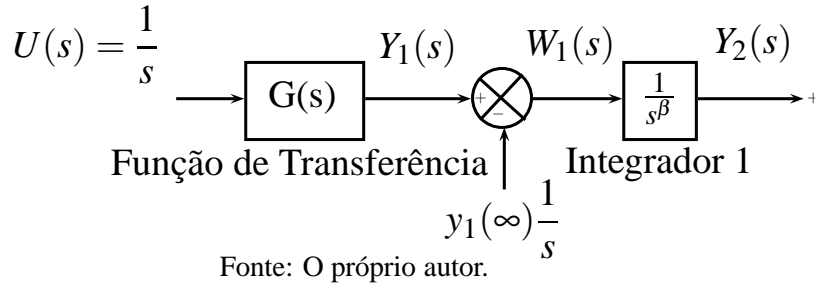 U(s) = 1/s
Y₁(s)
W₁(s)
Y₂(s)
G(s)
+
−
1/s^β
+
Função de Transferência
Integrador 1
y₁(∞) 1/s
Fonte: O próprio autor.